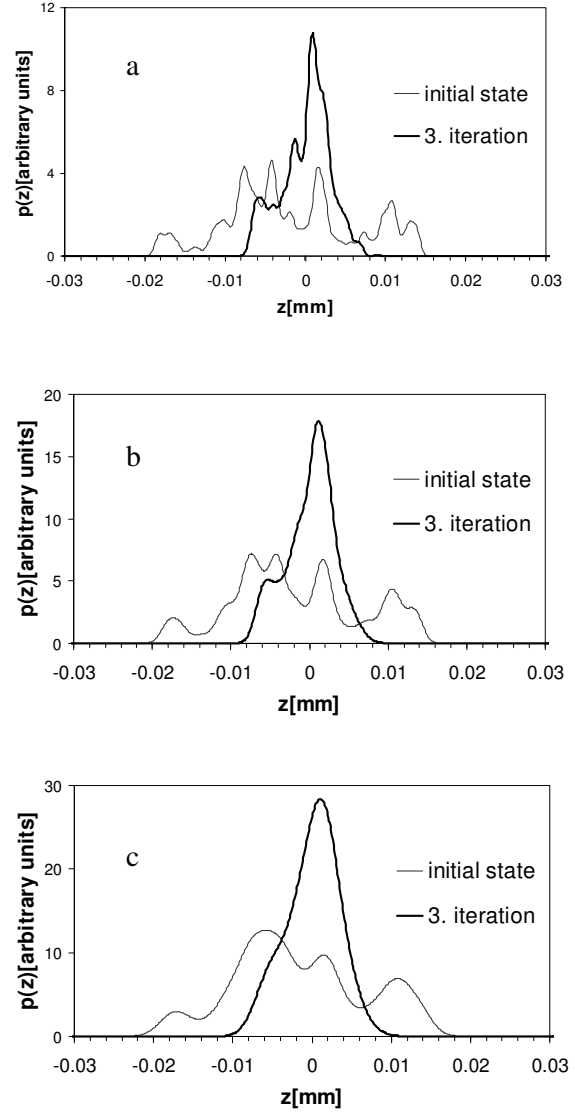 a
p(z)[arbitrary units]
12
8
4
0
initial state
3. iteration
-0.03 -0.02 -0.01 0 0.01 0.02 0.03
z[mm]
b
p(z)[arbitrary units]
20
15
10
5
0
initial state
3. iteration
-0.03 -0.02 -0.01 0 0.01 0.02 0.03
z[mm]
c
p(z)[arbitrary units]
30
20
10
0
initial state
3. iteration
-0.03 -0.02 -0.01 0 0.01 0.02 0.03
z[mm]